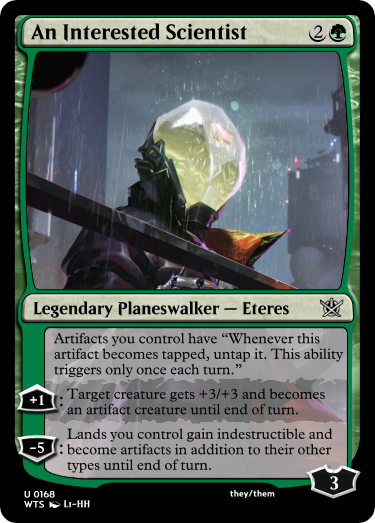 An Interested Scientist 2
Legendary Planeswalker — Eteres
Artifacts you control have “Whenever this
artifact becomes tapped, untap it. This ability
triggers only once each turn.”
+1: Target creature gets +3/+3 and becomes
an artifact creature until end of turn.
-5: Lands you control gain indestructible and
become artifacts in addition to their other
types until end of turn.
3
U 0168
they/them
WTS Li-HH